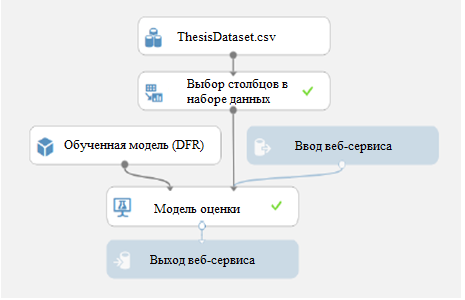 ThesisDataset.csv
Выбор столбцов в
наборе данных
Обученная модель (DFR)
Ввод веб-сервиса
Модель оценки
Выход веб-сервиса